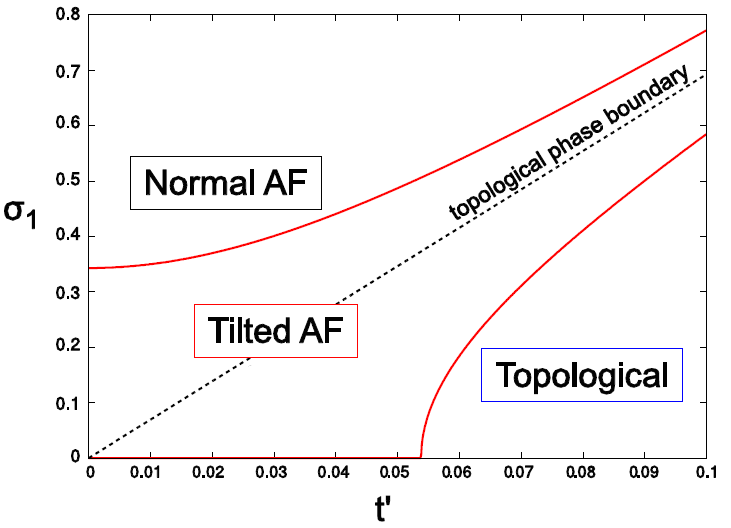 0.8
0.7
0.6
0.5
0.4
0.3
0.2
0.1
0
σ1
Normal AF
topological phase boundary
Tilted AF
Topological
0 0.01 0.02 0.03 0.04 0.05 0.06 0.07 0.08 0.09 0.1
t'